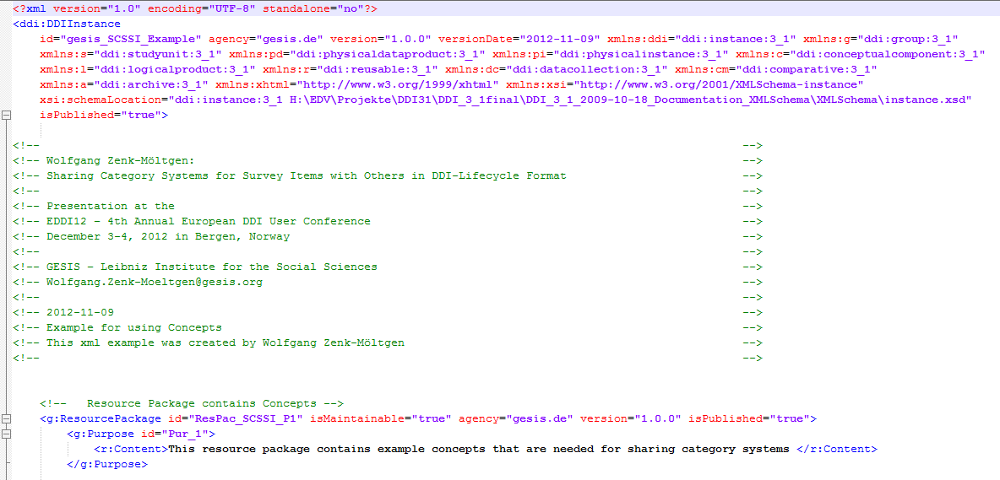 <?xml version="1.0" encoding="UTF-8" standalone="no"?>
<ddi:DDIInstance
id="gesis_SCSSI_Example" agency="gesis.de" version="1.0.0" versionDate="2012-11-09" xmlns:ddi="ddi:instance:3_1" xmlns:g="ddi:group:3_1"
xmlns:s="ddi:studyunit:3_1" xmlns:pd="ddi:physicaldataproduct:3_1" xmlns:pi="ddi:physicalinstance:3_1" xmlns:c="ddi:conceptualcomponent:3_1"
xmlns:l="ddi:logicalproduct:3_1" xmlns:r="ddi:reusable:3_1" xmlns:dc="ddi:datacollection:3_1" xmlns:cm="ddi:comparative:3_1"
xmlns:a="ddi:archive:3_1" xmlns:xhtml="http://www.w3.org/1999/xhtml" xmlns:xsi="http://www.w3.org/2001/XMLSchema-instance"
xsi:schemaLocation="ddi:instance:3_1 H:\EDV\Projekte\DDI31\DDI_3_1final\DDI_3_1_2009-10-18_Documentation_XMLSchema\XMLSchema\instance.xsd"
isPublished="true">
<!-- -->
<!-- Wolfgang Zenk-Möltgen: -->
<!-- Sharing Category Systems for Survey Items with Others in DDI-Lifecycle Format -->
<!-- -->
<!-- Presentation at the -->
<!-- EDDI12 – 4th Annual European DDI User Conference -->
<!-- December 3-4, 2012 in Bergen, Norway -->
<!-- -->
<!-- GESIS - Leibniz Institute for the Social Sciences -->
<!-- Wolfgang.Zenk-Moeltgen@gesis.org -->
<!-- -->
<!-- 2012-11-09 -->
<!-- Example for using Concepts -->
<!-- This xml example was created by Wolfgang Zenk-Möltgen -->
<!-- -->
<!-- Resource Package contains Concepts -->
<g:ResourcePackage id="ResPac_SCSSI_P1" isMaintainable="true" agency="gesis.de" version="1.0.0" isPublished="true">
<g:Purpose id="Pur_1">
<r:Content>This resource package contains example concepts that are needed for sharing category systems </r:Content>
</g:Purpose>